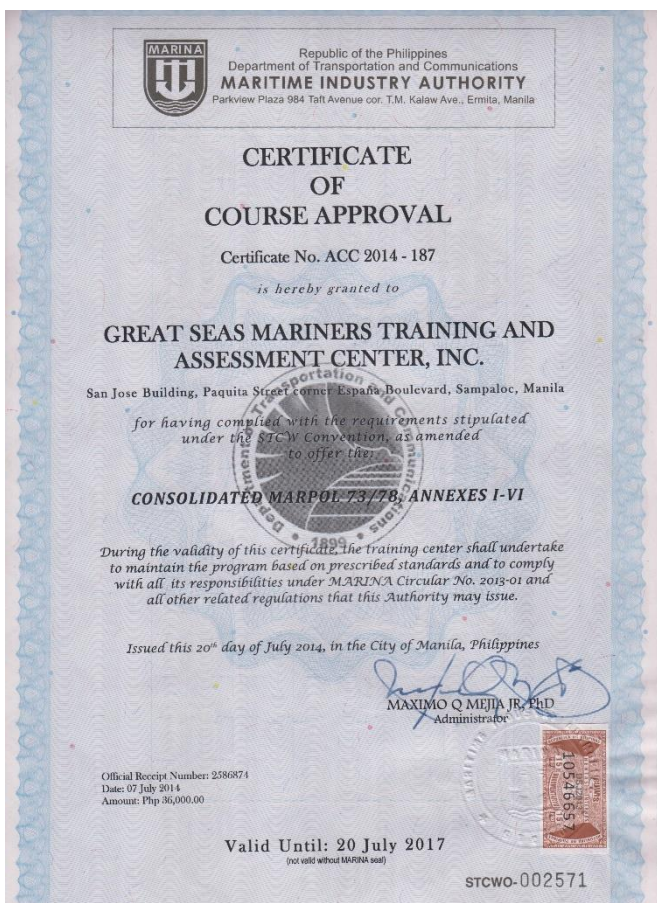 MARINA
Republic of the Philippines
Department of Transportation and Communications
MARITIME INDUSTRY AUTHORITY
Parkview Plaza 984 Taft Avenue cor. T.M. Kalaw Ave., Ermita, Manila
CERTIFICATE
OF
COURSE APPROVAL
Certificate No. ACC 2014 - 187
is hereby granted to
GREAT SEAS MARINERS TRAINING AND
ASSESSMENT CENTER, INC.
San Jose Building, Paquita Street corner España Boulevard, Sampaloc, Manila
for having complied with the requirements stipulated
under the STCW Convention, as amended
to offer the:
CONSOLIDATED MARPOL 73/78, ANNEXES I-VI
Department of Transportation and Communications
• 1899 •
During the validity of this certificate, the training center shall undertake
to maintain the program based on prescribed standards and to comply
with all its responsibilities under MARINA Circular No. 2013-01 and
all other related regulations that this Authority may issue.
Issued this 20th day of July 2014, in the City of Manila, Philippines
MAXIMO Q MEJIA JR, PhD
Administrator
Official Receipt Number: 2586874
Date: 07 July 2014
Amount: Php 36,000.00
10546657
Valid Until: 20 July 2017
(not valid without MARINA seal)
STCWO-002571